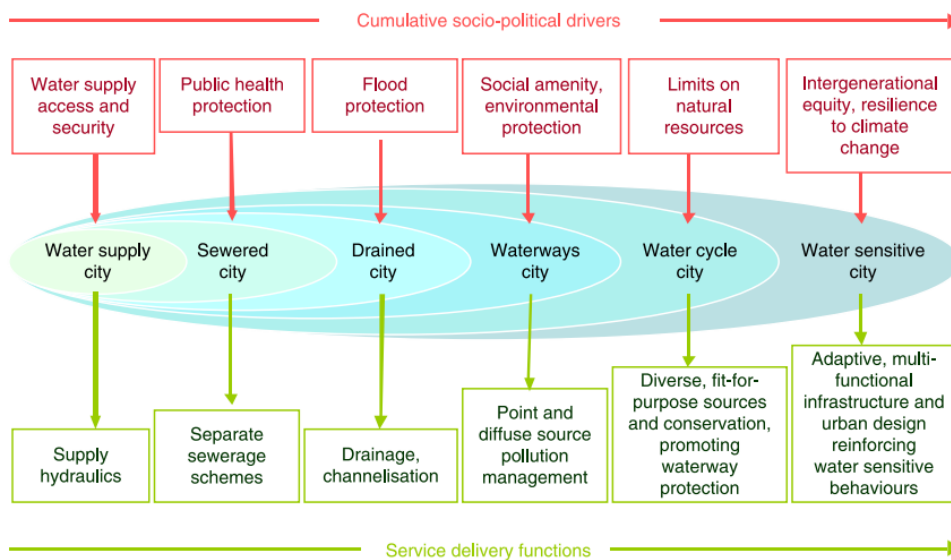 Cumulative socio-political drivers
Water supply
access and
security
Public health
protection
Flood
protection
Social amenity,
environmental
protection
Limits on
natural
resources
Intergenerational
equity, resilience
to climate
change
Water supply
city
Sewered
city
Drained
city
Waterways
city
Water cycle
city
Water sensitive
city
Supply
hydraulics
Separate
sewerage
schemes
Drainage,
channelisation
Point and
diffuse source
pollution
management
Diverse, fit-for-
purpose sources
and conservation,
promoting
waterway
protection
Adaptive, multi-
functional
infrastructure and
urban design
reinforcing
water sensitive
behaviours
Service delivery functions